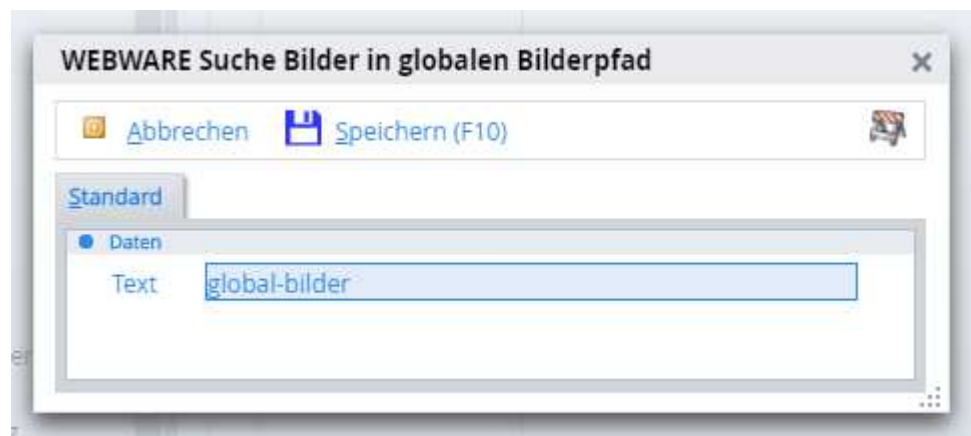 WEBWARE Suche Bilder in globalen Bilderpfad
Abbrechen Speichern (F10)
Standard
Daten
Text global-bilder